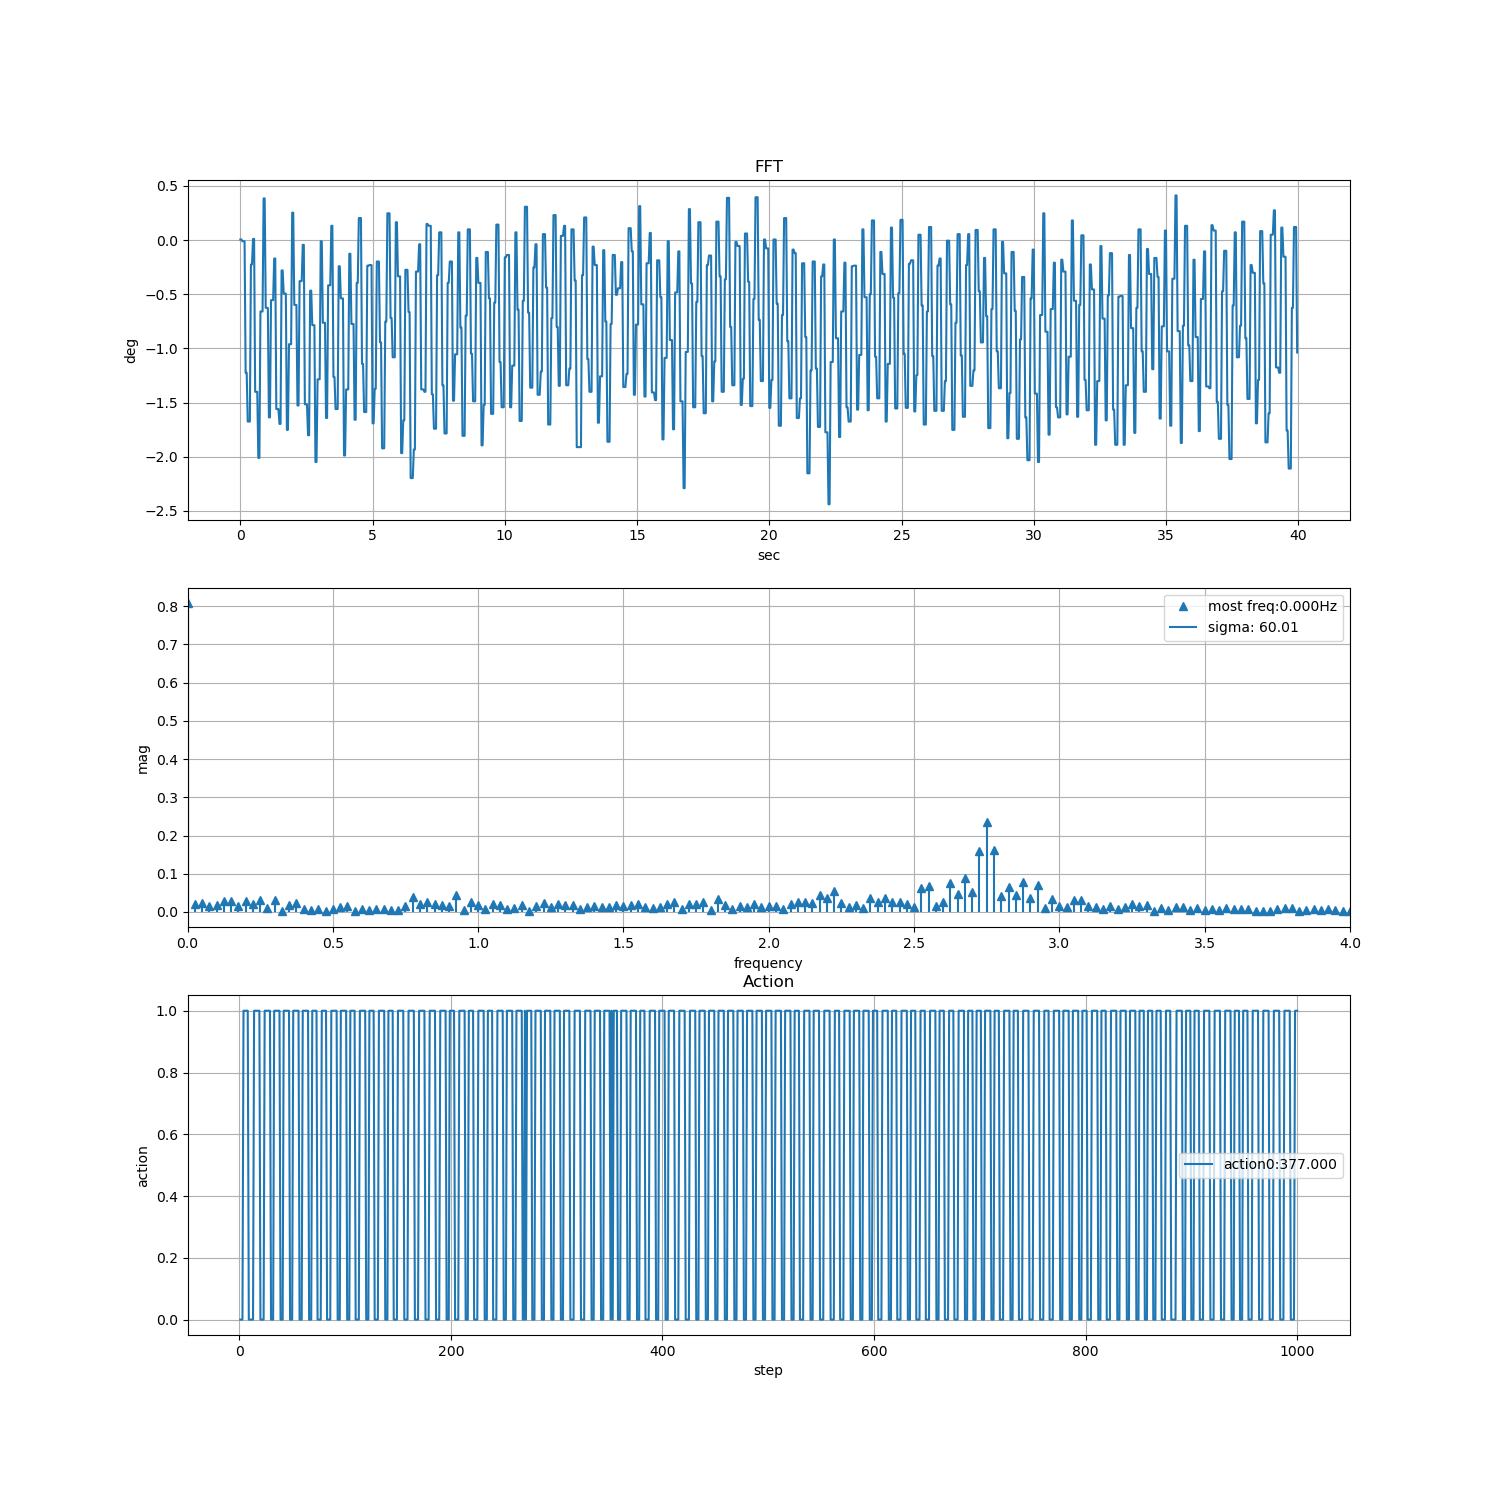 FFT
0.5
0.0
−0.5
−1.0
−1.5
−2.0
−2.5
deg
0 5 10 15 20 25 30 35 40
sec
0.8
0.7
0.6
0.5
0.4
0.3
0.2
0.1
0.0
mag
most freq:0.000Hz
sigma: 60.01
0.0 0.5 1.0 1.5 2.0 2.5 3.0 3.5 4.0
frequency
Action
1.0
0.8
0.6
0.4
0.2
0.0
action
action0:377.000
0 200 400 600 800 1000
step